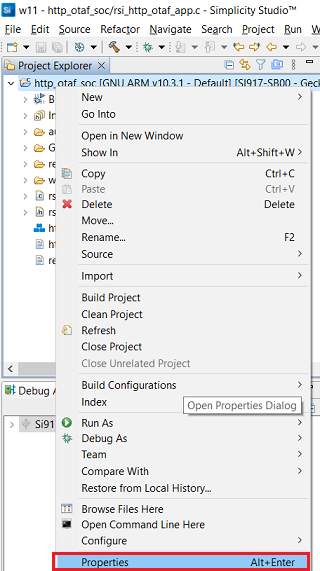 w11 - http_otaf_soc/rsi_http_otaf_app.c - Simplicity Studio™
File Edit Source Refactor Navigate Search Project Run
Project Explorer
http_otaf_soc [GNU ARM v10.3.1 - Default] [SI917-SB00 - Geck
New
Go Into
Open in New Window
Show In Alt+Shift+W
Copy Ctrl+C
Paste Ctrl+V
Delete Delete
Move...
Rename... F2
Source
Import
Build Project
Clean Project
Refresh
Close Project
Close Unrelated Project
Build Configurations
Index
Open Properties Dialog
Run As
Debug As
Team
Compare With
Restore from Local History...
Browse Files Here
Open Command Line Here
Configure
Properties Alt+Enter
B
In
au
G
re
w
rs
rs
ht
ht
re
Debug A
Si91